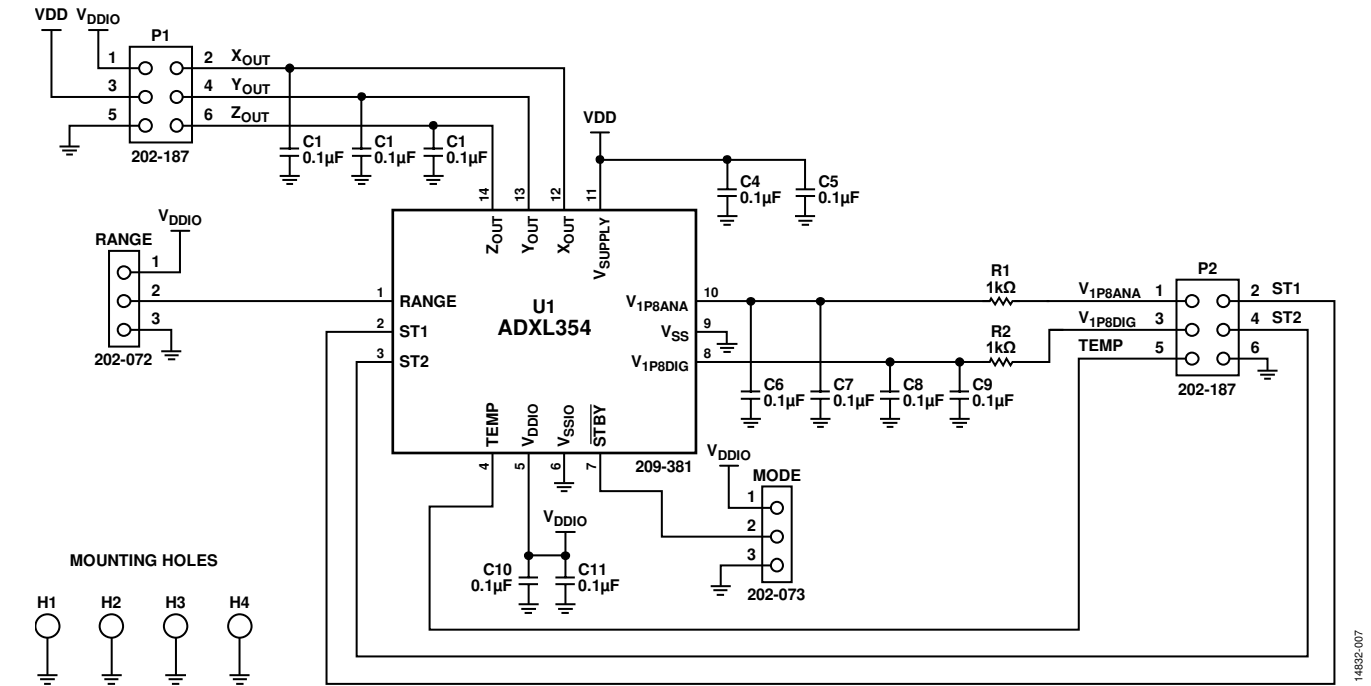 VDD VDDIO
P1
1 2 XOUT
3 4 YOUT
5 6 ZOUT
202-187
C1
0.1µF
C1
0.1µF
C1
0.1µF
VDD
C4
0.1µF
C5
0.1µF
14 13 12 11
ZOUT YOUT XOUT VSUPPLY
VDDIO
RANGE
1
2
3
202-072
1 RANGE
2 ST1
3 ST2
U1
ADXL354
V1P8ANA 10
VSS 9
V1P8DIG 8
R1
1kΩ
R2
1kΩ
C6
0.1µF
C7
0.1µF
C8
0.1µF
C9
0.1µF
P2
V1P8ANA 1 2 ST1
V1P8DIG 3 4 ST2
TEMP 5 6
202-187
TEMP VDDIO VSSIO STBY
4 5 6 7
209-381
VDDIO
MODE
1
2
3
202-073
VDDIO
C10
0.1µF
C11
0.1µF
MOUNTING HOLES
H1 H2 H3 H4
14832-007